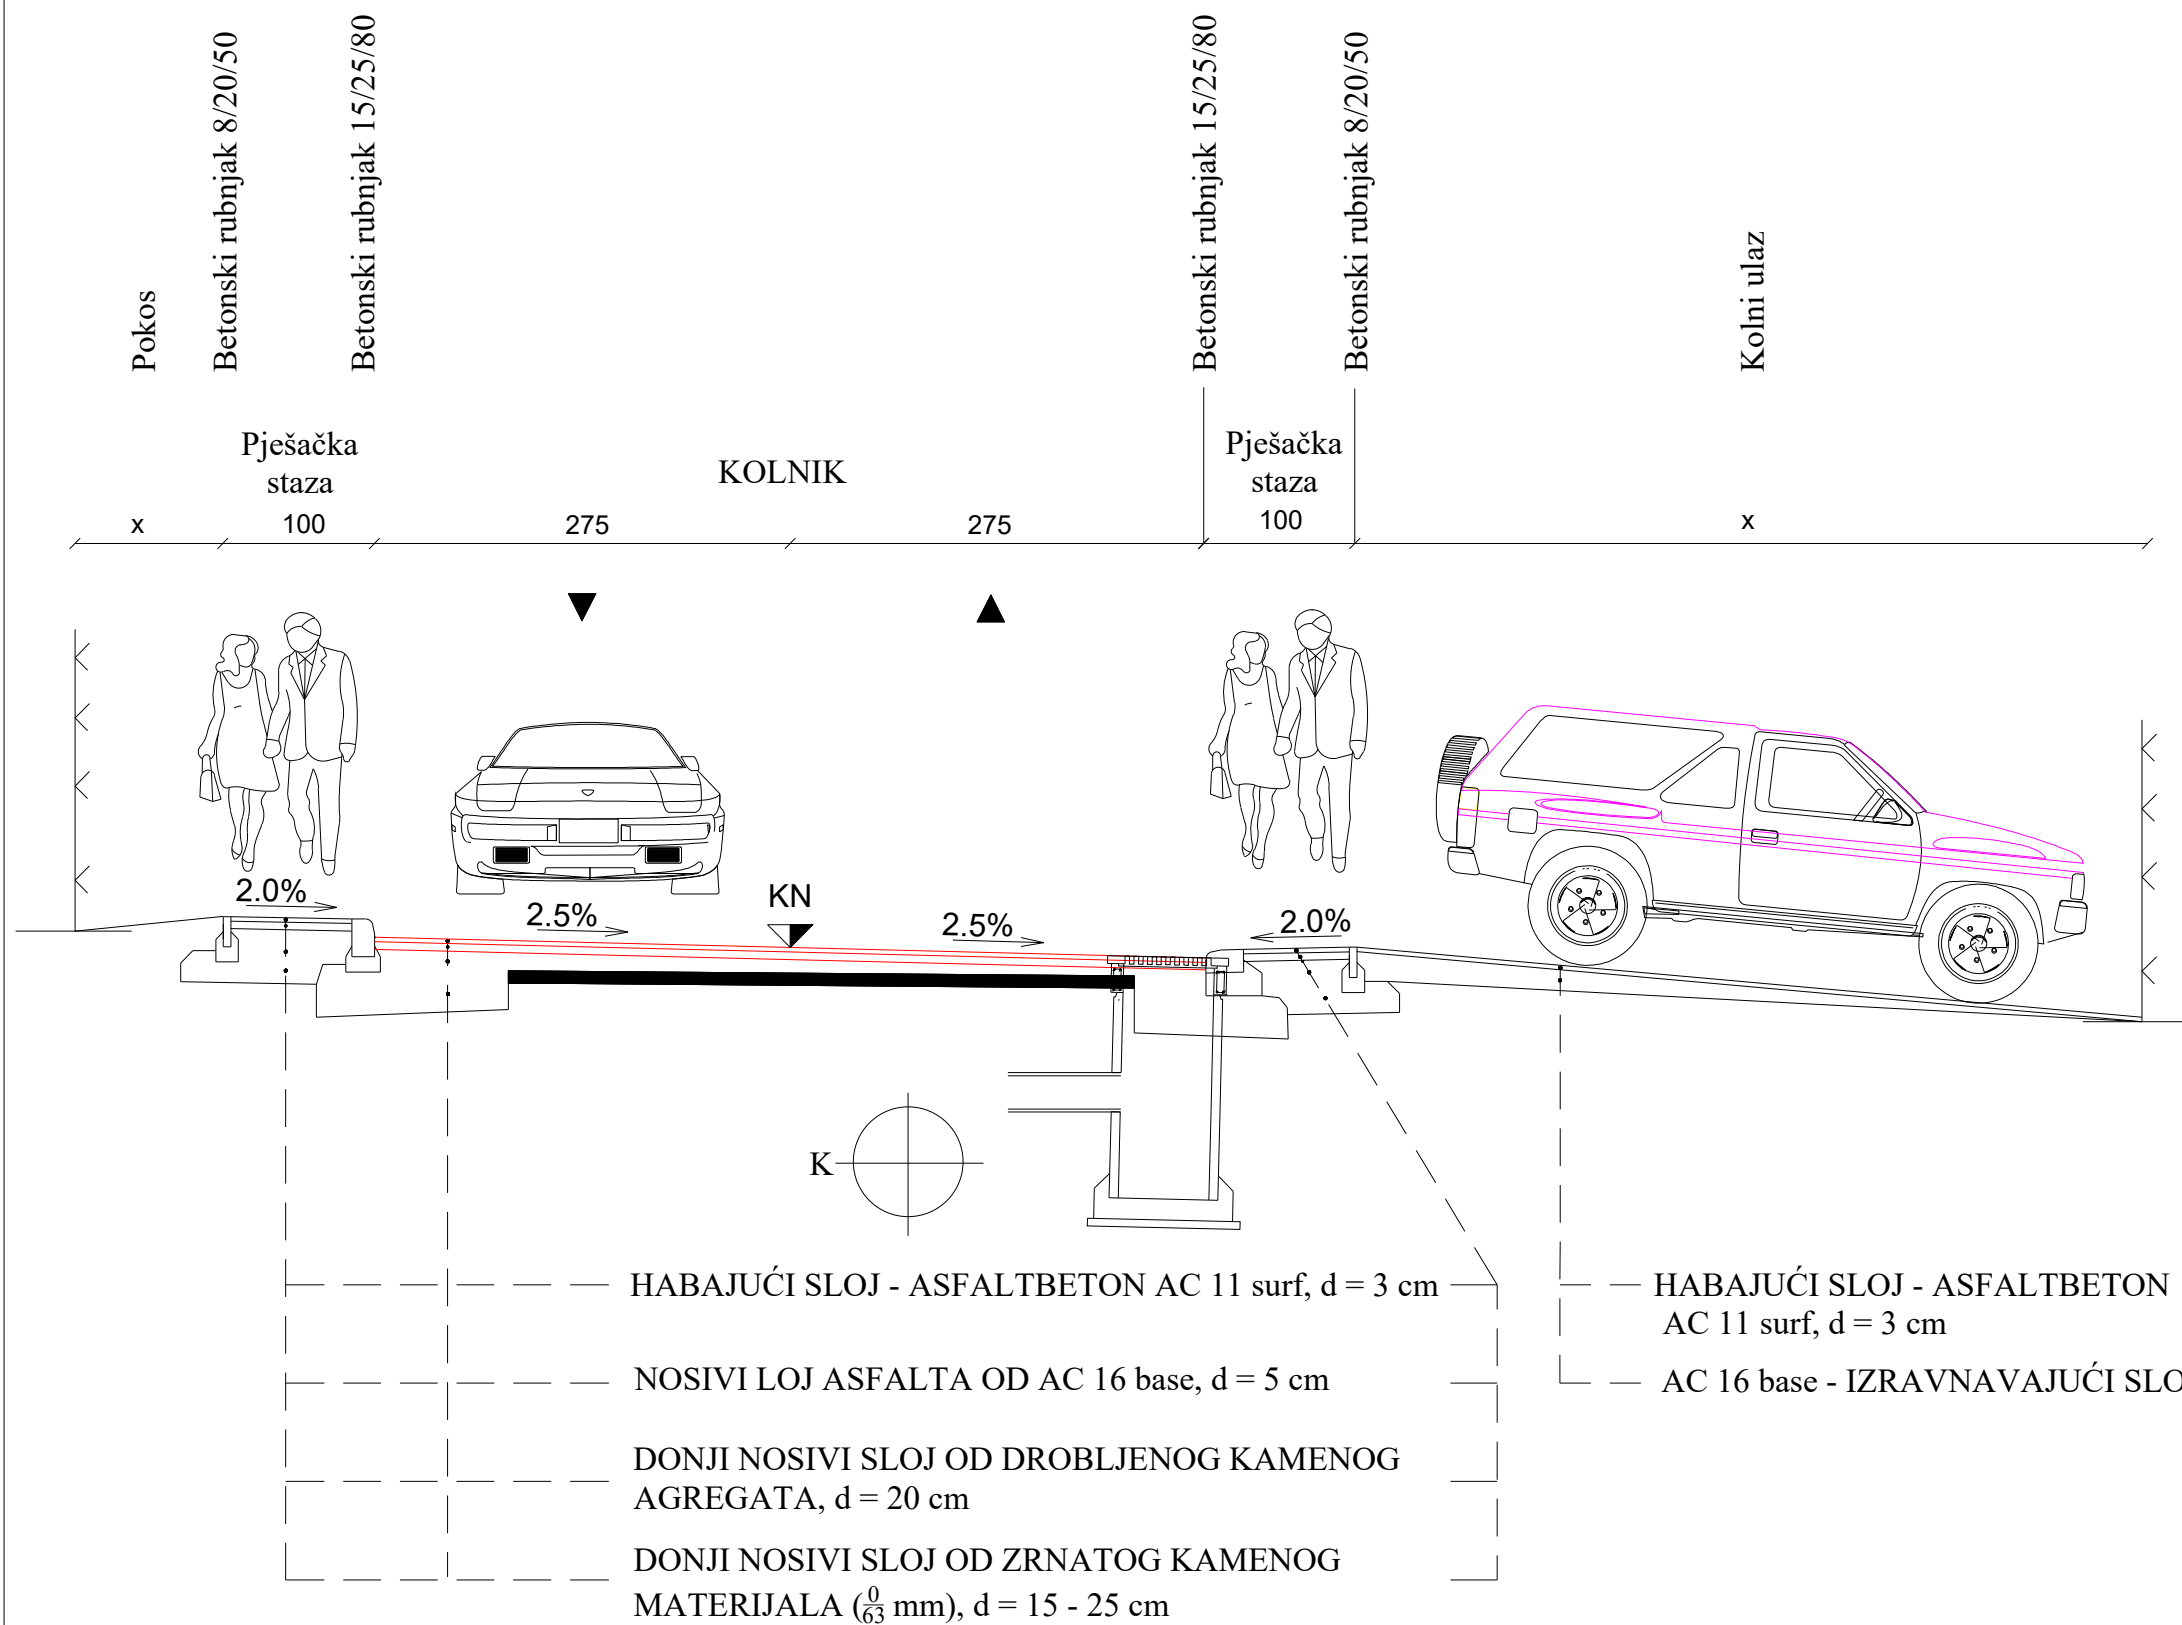 Pokos
Betonski rubnjak 8/20/50
Betonski rubnjak 15/25/80
Betonski rubnjak 15/25/80
Betonski rubnjak 8/20/50
Kolni ulaz
Pješačka
staza
KOLNIK
Pješačka
staza
x
100
275
275
100
x
2.0%
2.5%
KN
2.5%
2.0%
K
HABAJUĆI SLOJ - ASFALTBETON AC 11 surf, d = 3 cm
NOSIVI LOJ ASFALTA OD AC 16 base, d = 5 cm
DONJI NOSIVI SLOJ OD DROBLJENOG KAMENOG
AGREGATA, d = 20 cm
DONJI NOSIVI SLOJ OD ZRNATOG KAMENOG
MATERIJALA (0/63 mm), d = 15 - 25 cm
HABAJUĆI SLOJ - ASFALTBETON
AC 11 surf, d = 3 cm
AC 16 base - IZRAVNAVAJUĆI SLO